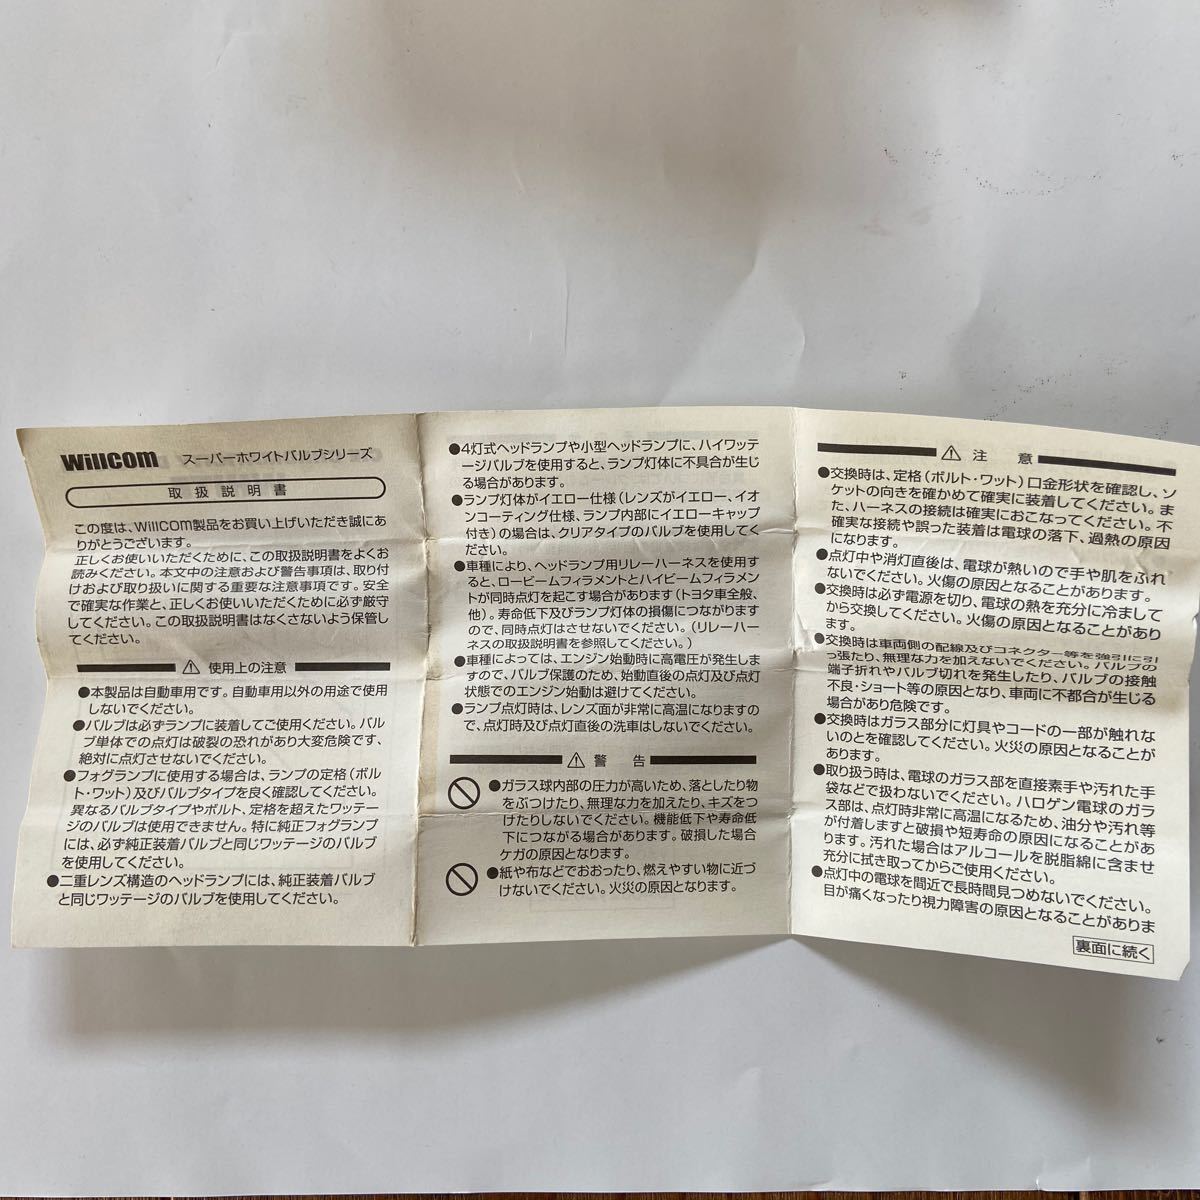 Willcom スーパーホワイトバルブシリーズ
取扱説明書
この度は、Willcom製品をお買い上げいただき誠にあ
りがとうございます。
正しくお使いいただくために、この取扱説明書をよくお
読みください。本文中の注意および警告事項は、取り付
けおよび取り扱いに関する重要な注意事項です。安全
で確実な作業と、正しくお使いいただくために必ず厳守
してください。この取扱説明書はなくさないよう保管し
てください。
⚠ 使用上の注意
●本製品は自動車用です。自動車用以外の用途で使用
しないでください。
●バルブは必ずランプに装着してご使用ください。バル
ブ単体での点灯は破裂の恐れがあり大変危険です、
絶対に点灯させないでください。
●フォグランプに使用する場合は、ランプの定格(ボル
ト・ワット)及びバルブタイプを良く確認してください。
異なるバルブタイプやボルト、定格を超えたワッテー
ジのバルブは使用できません。特に純正フォグランプ
には、必ず純正装着バルブと同じワッテージのバルブ
を使用してください。
●二重レンズ構造のヘッドランプには、純正装着バルブ
と同じワッテージのバルブを使用してください。
●4灯式ヘッドランプや小型ヘッドランプに、ハイワッテ
ージバルブを使用すると、ランプ灯体に不具合が生じ
る場合があります。
●ランプ灯体がイエロー仕様(レンズがイエロー、イオ
ンコーティング仕様、ランプ内部にイエローキャップ
付き)の場合は、クリアタイプのバルブを使用してく
ださい。
●車種により、ヘッドランプ用リレーハーネスを使用す
ると、ロービームフィラメントとハイビームフィラメ
ントが同時点灯を起こす場合があります(トヨタ車全般、
他)。寿命低下及びランプ灯体の損傷につながります
ので、同時点灯はさせないでください。(リレーハー
ネスの取扱説明書を参照してください。)
●車種によっては、エンジン始動時に高電圧が発生しま
すので、バルブ保護のため、始動直後の点灯及び点灯
状態でのエンジン始動は避けてください。
●ランプ点灯時は、レンズ面が非常に高温になりますの
で、点灯時及び点灯直後の洗車はしないでください。
⚠ 警告
●ガラス球内部の圧力が高いため、落としたり物
をぶつけたり、無理な力を加えたり、キズをつ
けたりしないでください。機能低下や寿命低
下につながる場合があります。破損した場合
ケガの原因となります。
●紙や布などでおおったり、燃えやすい物に近づ
けないでください。火災の原因となります。
⚠ 注意
●交換時は、定格(ボルト・ワット)口金形状を確認し、ソ
ケットの向きを確かめて確実に装着してください。ま
た、ハーネスの接続は確実におこなってください。不
確実な接続や誤った装着は電球の落下、過熱の原因
になります。
●点灯中や消灯直後は、電球が熱いので手や肌をふれ
ないでください。火傷の原因となることがあります。
●交換時は必ず電源を切り、電球の熱を充分に冷まして
から交換してください。火傷の原因となることがあり
ます。
●交換時は車両側の配線及びコネクター等を強引に引
っ張たり、無理な力を加えないでください。バルブの
端子折れやバルブ切れを発生したり、バルブの接触
不良・ショート等の原因となり、車両に不都合が生じる
場合があり危険です。
●交換時はガラス部分に灯具やコードの一部が触れな
いのとを確認してください。火災の原因となることが
あります。
●取り扱う時は、電球のガラス部を直接素手や汚れた手
袋などで扱わないでください。ハロゲン電球のガラ
ス部は、点灯時非常に高温になるため、油分や汚れ等
が付着しますと破損や短寿命の原因になることがあ
ります。汚れた場合はアルコールを脱脂綿に含ませ
充分に拭き取ってからご使用ください。
●点灯中の電球を間近で長時間見つめないでください。
目が痛くなったり視力障害の原因となることがありま
裏面に続く